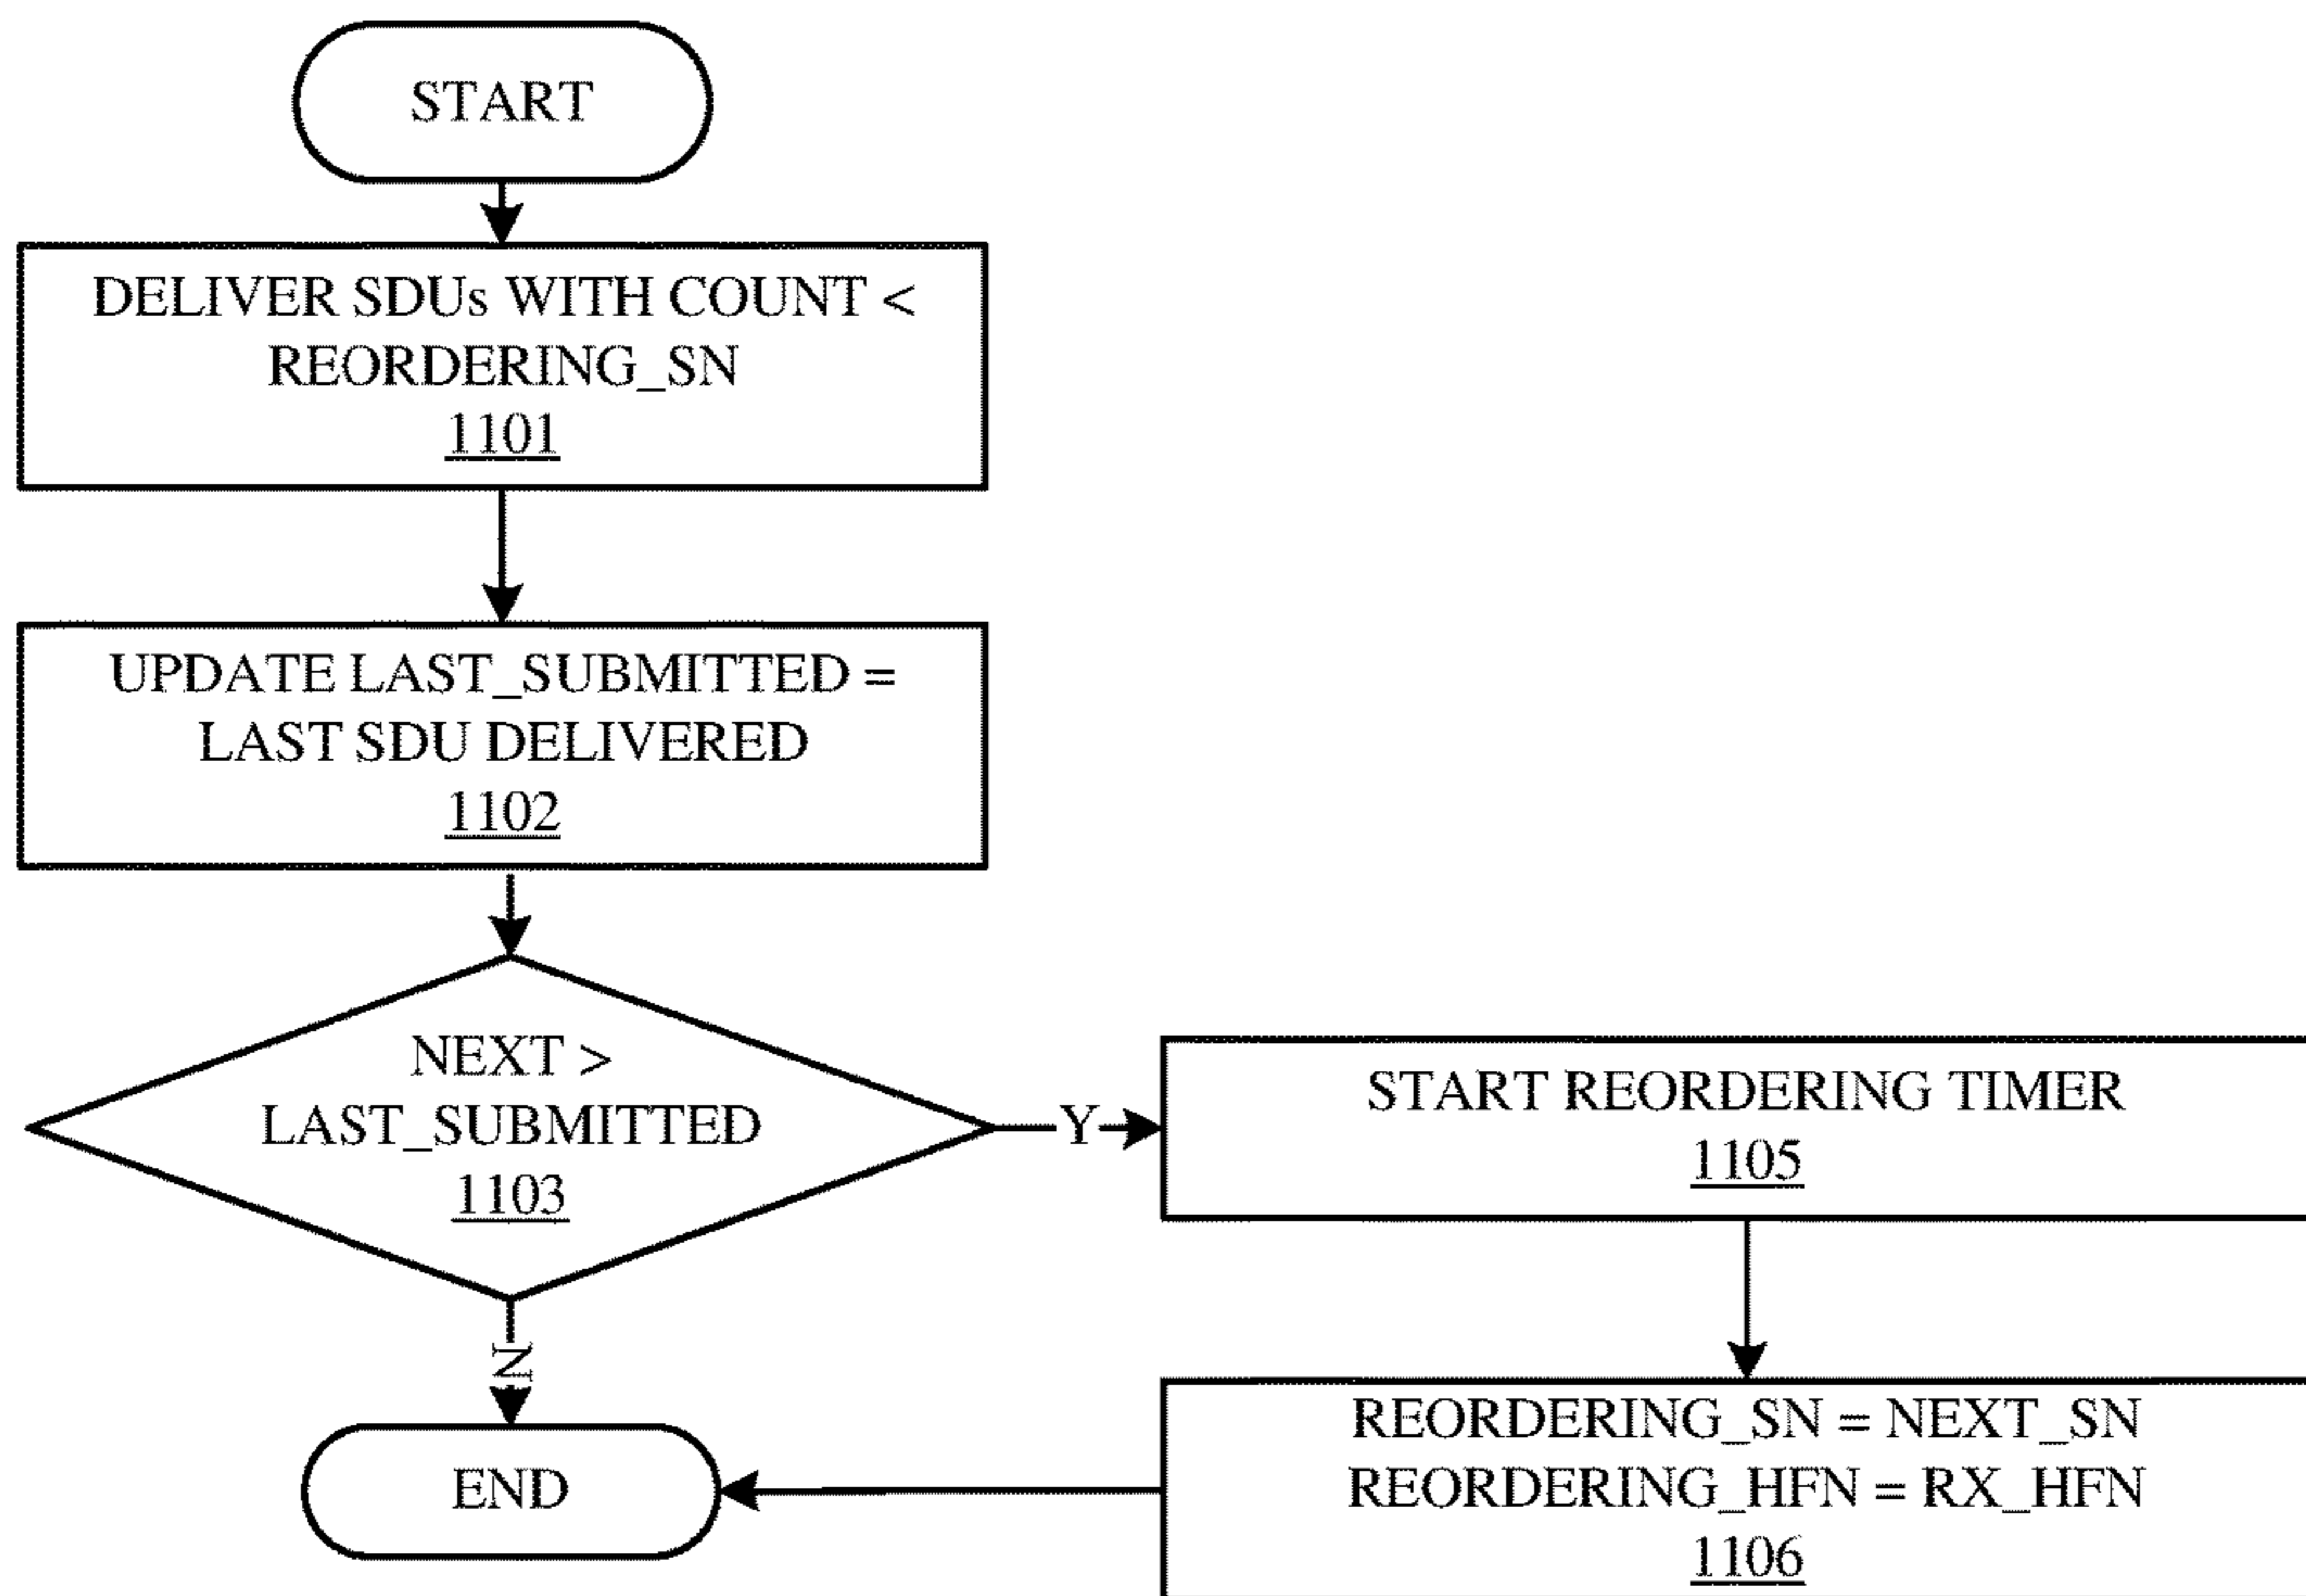 START
DELIVER SDUs WITH COUNT <
REORDERING_SN
1101
UPDATE LAST_SUBMITTED =
LAST SDU DELIVERED
1102
NEXT >
LAST_SUBMITTED
1103
Y
START REORDERING TIMER
1105
N
REORDERING_SN = NEXT_SN
REORDERING_HFN = RX_HFN
1106
END